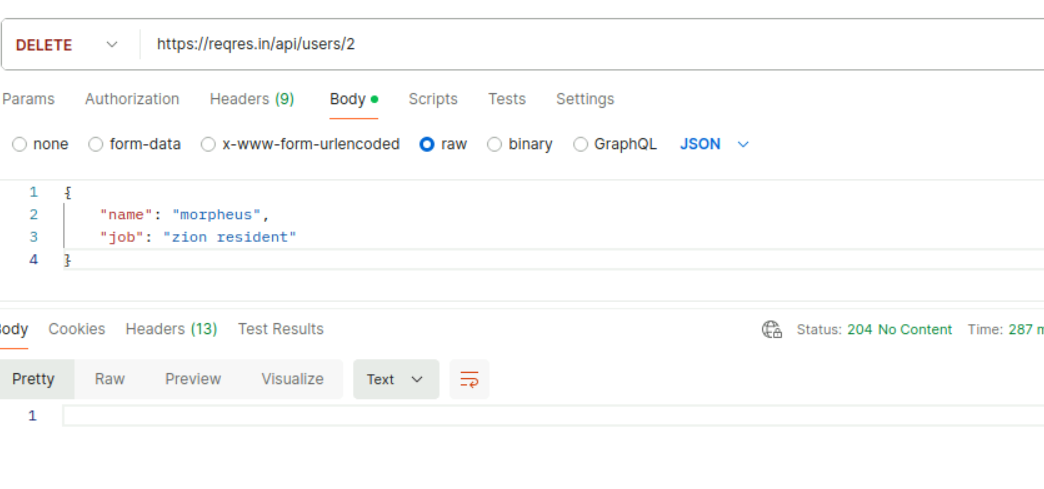 DELETE https://reqres.in/api/users/2
Params Authorization Headers (9) Body Scripts Tests Settings
none form-data x-www-form-urlencoded raw binary GraphQL JSON
1 {
2 "name": "morpheus",
3 "job": "zion resident"
4 }
ody Cookies Headers (13) Test Results Status: 204 No Content Time: 287 m
Pretty Raw Preview Visualize Text
1